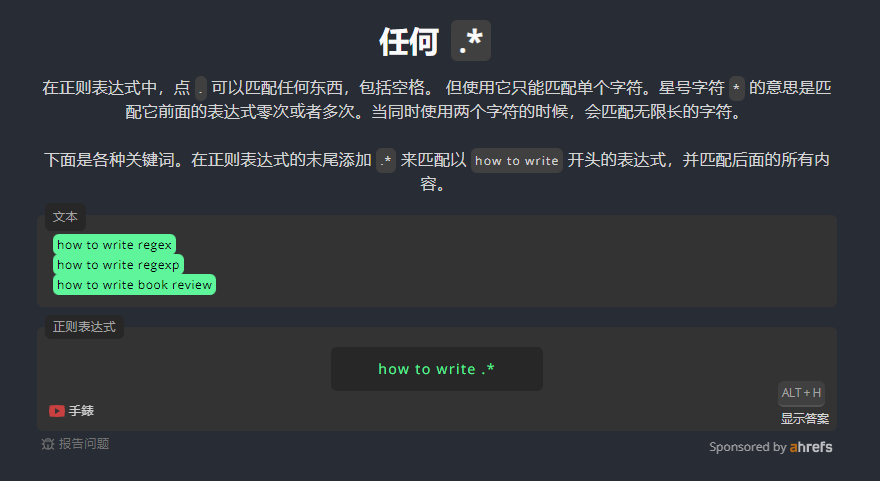 任何 .*
在正则表达式中，点 . 可以匹配任何东西，包括空格。 但使用它只能匹配单个字符。星号字符 * 的意思是匹
配它前面的表达式零次或者多次。当同时使用两个字符的时候，会匹配无限长的字符。
下面是各种关键词。在正则表达式的末尾添加 .* 来匹配以 how to write 开头的表达式，并匹配后面的所有内
容。
文本
how to write regex
how to write regexp
how to write book review
正则表达式
how to write .*
手錶
ALT + H
显示答案
报告问题
Sponsored by ahrefs